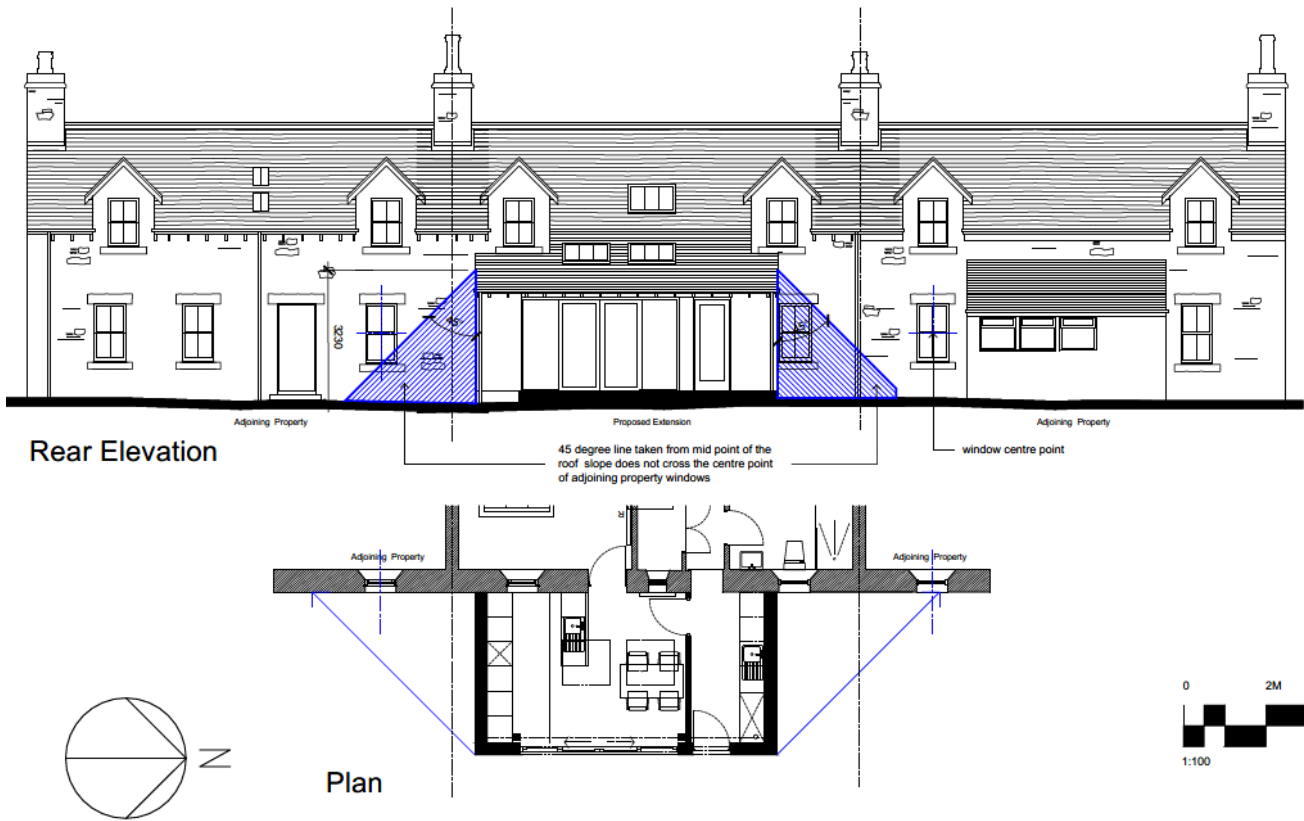 45
45
3230
Adjoining Property
Proposed Extension
Adjoining Property
Rear Elevation
45 degree line taken from mid point of the
roof slope does not cross the centre point
of adjoining property windows
window centre point
R
Adjoining Property
Adjoining Property
N
Plan
0 2M
1:100